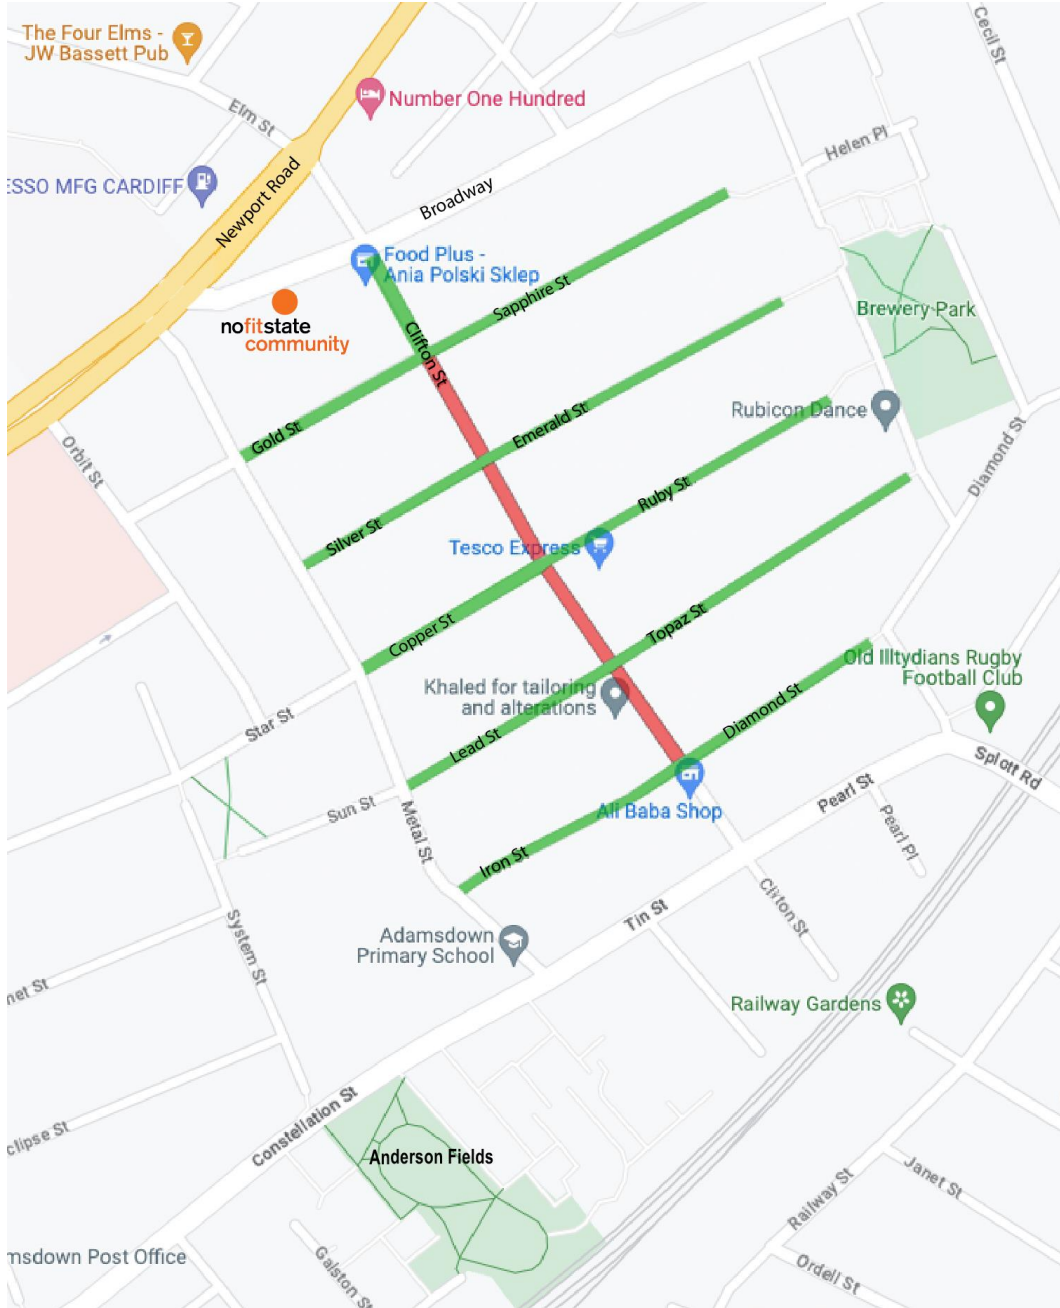 The Four Elms -
JW Bassett Pub
Cecil St
Number One Hundred
Elm St
Helen Pl
ESSO MFG CARDIFF
Newport Road
Broadway
Food Plus -
Ania Polski Sklep
Sapphire St
nofitstate
community
Clifton St
Brewery Park
Gold St
Emerald St
Rubicon Dance
Orbit St
Diamond St
Silver St
Ruby St
Tesco Express
Copper St
Topaz St
Old Illtydians Rugby
Football Club
Khaled for tailoring
and alterations
Star St
Lead St
Diamond St
Splott Rd
Sun St
Metal St
Ali Baba Shop
Pearl St
Pearl Pl
Iron St
System St
Tin St
Clifton St
Adamsdown
Primary School
net St
Railway Gardens
clipse St
Constellation St
Anderson Fields
Railway St
Janet St
msdown Post Office
Galston St
Ordell St